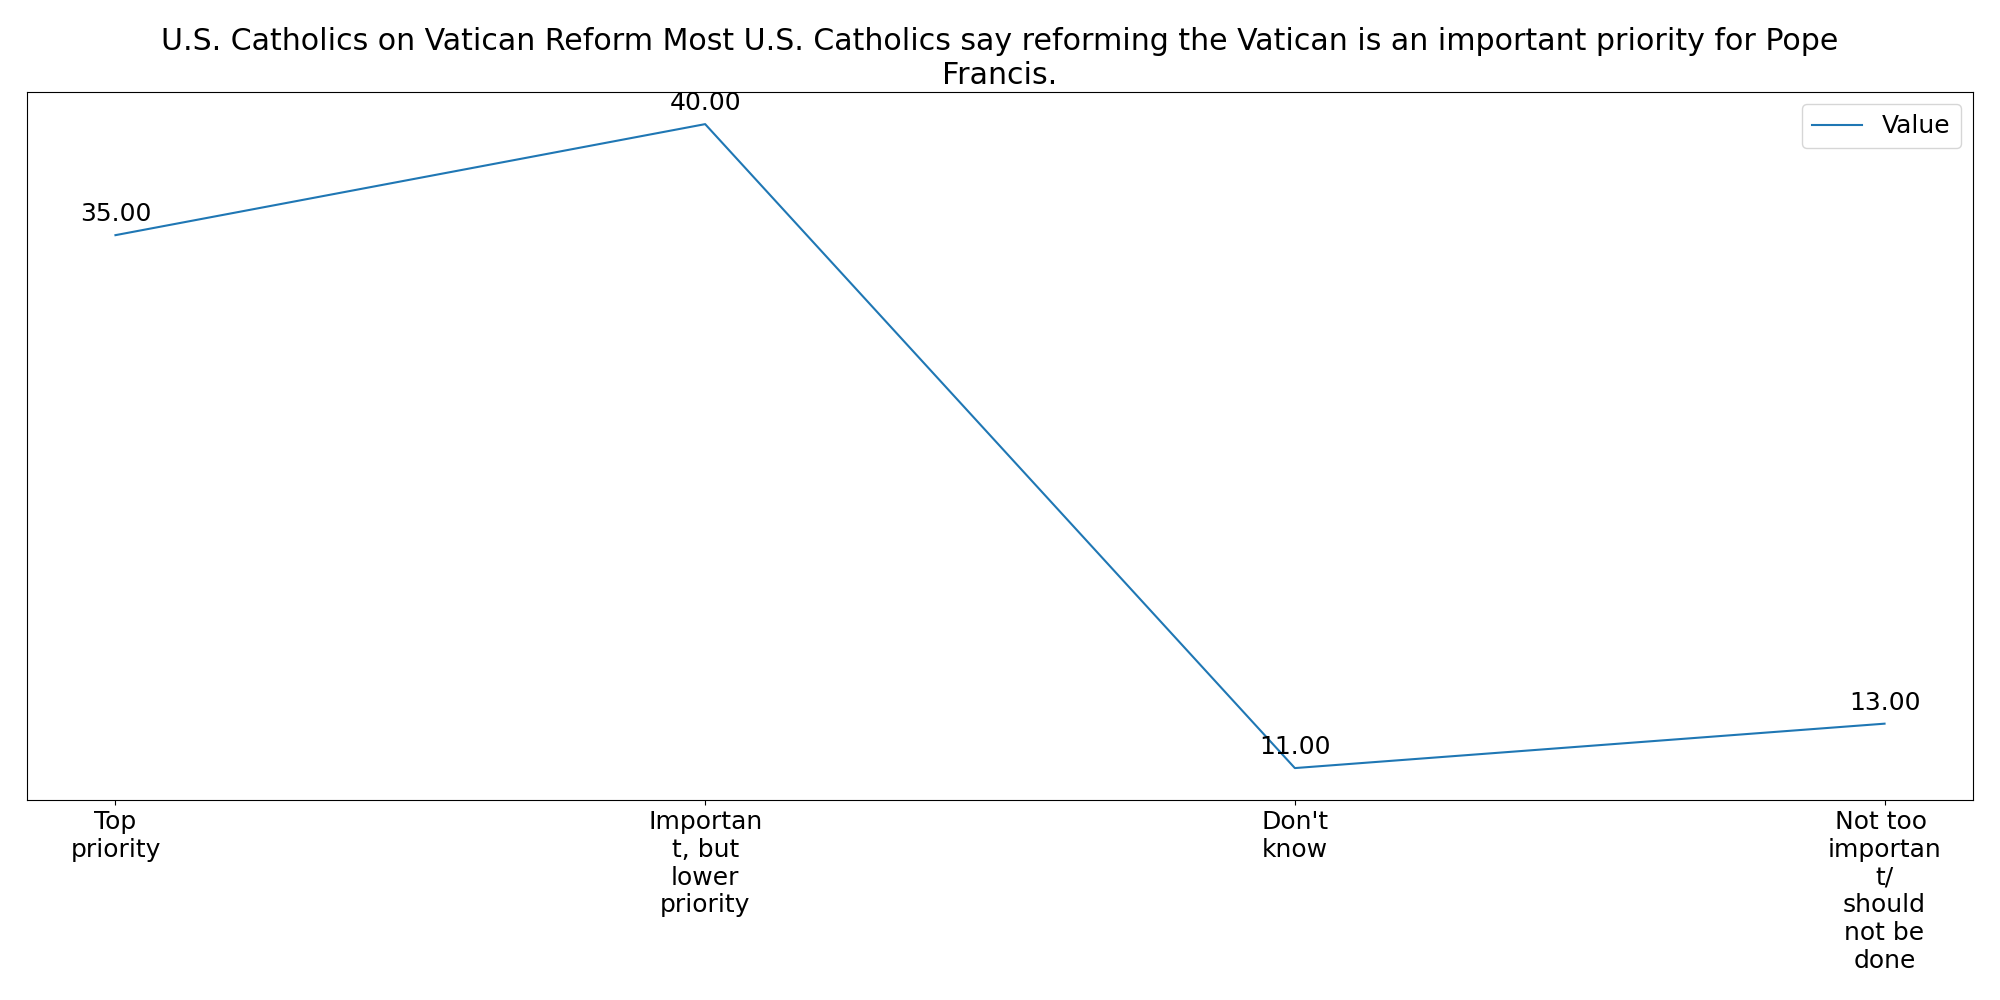 U.S. Catholics on Vatican Reform Most U.S. Catholics say reforming the Vatican is an important priority for Pope
Francis.
40.00
Value
35.00
13.00
11.00
Top
priority
Importan
t, but
lower
priority
Don't
know
Not too
importan
t/
should
not be
done